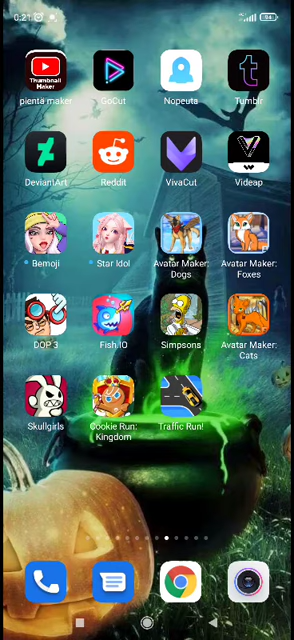 0:21
84
Thumbnail
Maker
pienta maker
GoCut
Nopeuta
Tumblr
DeviantArt
Reddit
VivaCut
Videap
Bemoji
Star Idol
Avatar Maker:
Dogs
Avatar Maker:
Foxes
DOP 3
Fish.IO
Simpsons
Avatar Maker:
Cats
Skullgirls
Cookie Run:
Kingdom
Traffic Run!